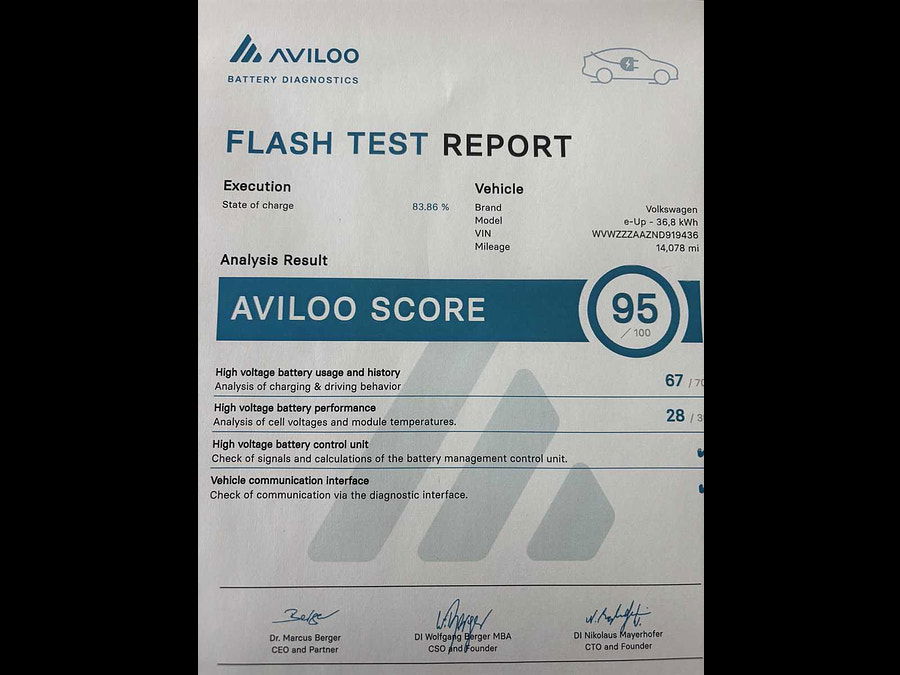 AVILOO
BATTERY DIAGNOSTICS
FLASH TEST REPORT
Execution
State of charge 83.86 %
Vehicle
Brand Volkswagen
Model e-Up - 36,8 kWh
VIN WVWZZZAAZND919436
Mileage 14,078 mi
Analysis Result
AVILOO SCORE 95 / 100
High voltage battery usage and history
Analysis of charging & driving behavior 67 / 70
High voltage battery performance
Analysis of cell voltages and module temperatures. 28 / 3
High voltage battery control unit
Check of signals and calculations of the battery management control unit.
Vehicle communication interface
Check of communication via the diagnostic interface.
Dr. Marcus Berger
CEO and Partner
DI Wolfgang Berger MBA
CSO and Founder
DI Nikolaus Mayerhofer
CTO and Founder